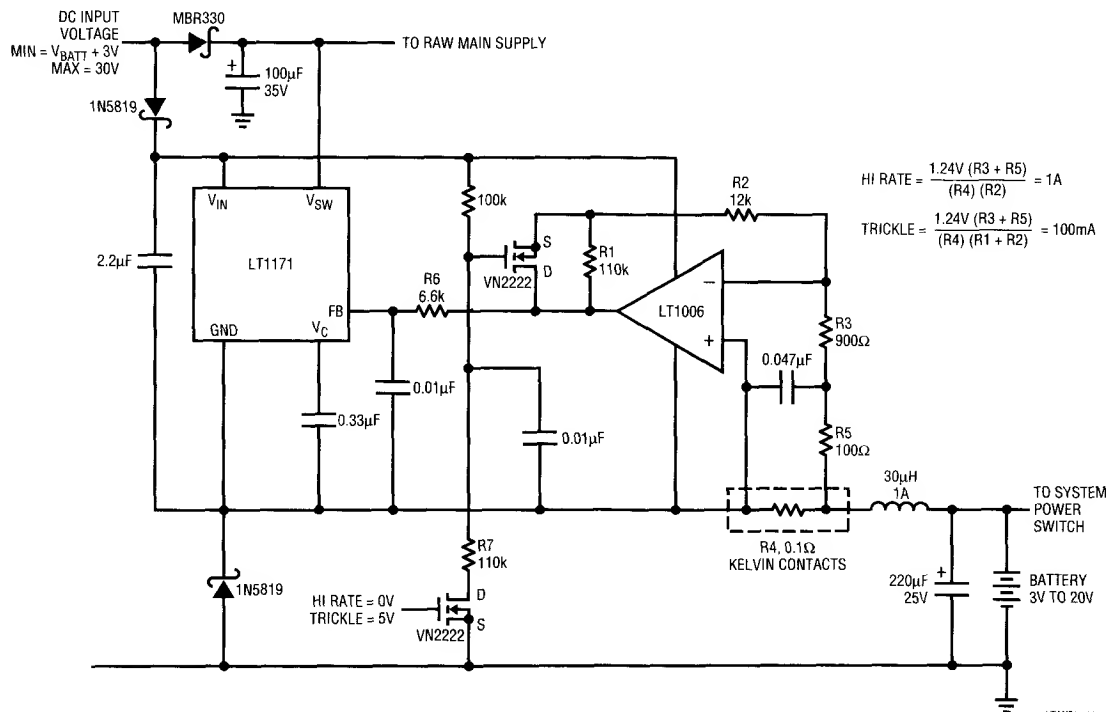 DC INPUT
VOLTAGE
MIN = VBATT + 3V
MAX = 30V
MBR330
TO RAW MAIN SUPPLY
+
100µF
35V
1N5819
VIN
VSW
LT1171
FB
GND
VC
2.2µF
0.33µF
0.01µF
R6
6.6k
100k
S
D
VN2222
R1
110k
R2
12k
LT1006
−
+
R3
900Ω
0.047µF
R5
100Ω
0.01µF
HI RATE = 1.24V (R3 + R5) / (R4) (R2) = 1A
TRICKLE = 1.24V (R3 + R5) / (R4) (R1 + R2) = 100mA
30µH
1A
TO SYSTEM
POWER
SWITCH
R4, 0.1Ω
KELVIN CONTACTS
R7
110k
1N5819
HI RATE = 0V
TRICKLE = 5V
D
S
VN2222
+
220µF
25V
BATTERY
3V TO 20V